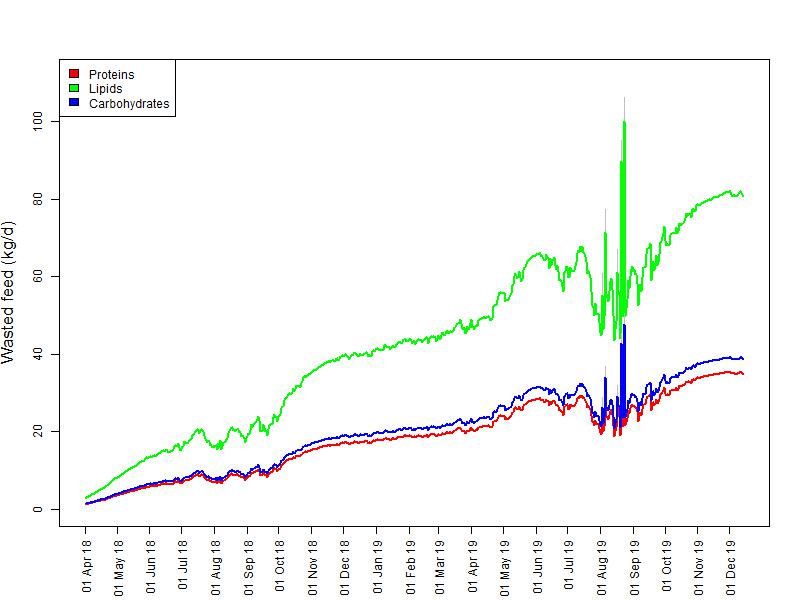 Proteins
Lipids
Carbohydrates
Wasted feed (kg/d)
100
80
60
40
20
0
01 Apr 18
01 May 18
01 Jun 18
01 Jul 18
01 Aug 18
01 Sep 18
01 Oct 18
01 Nov 18
01 Dec 18
01 Jan 19
01 Feb 19
01 Mar 19
01 Apr 19
01 May 19
01 Jun 19
01 Jul 19
01 Aug 19
01 Sep 19
01 Oct 19
01 Nov 19
01 Dec 19